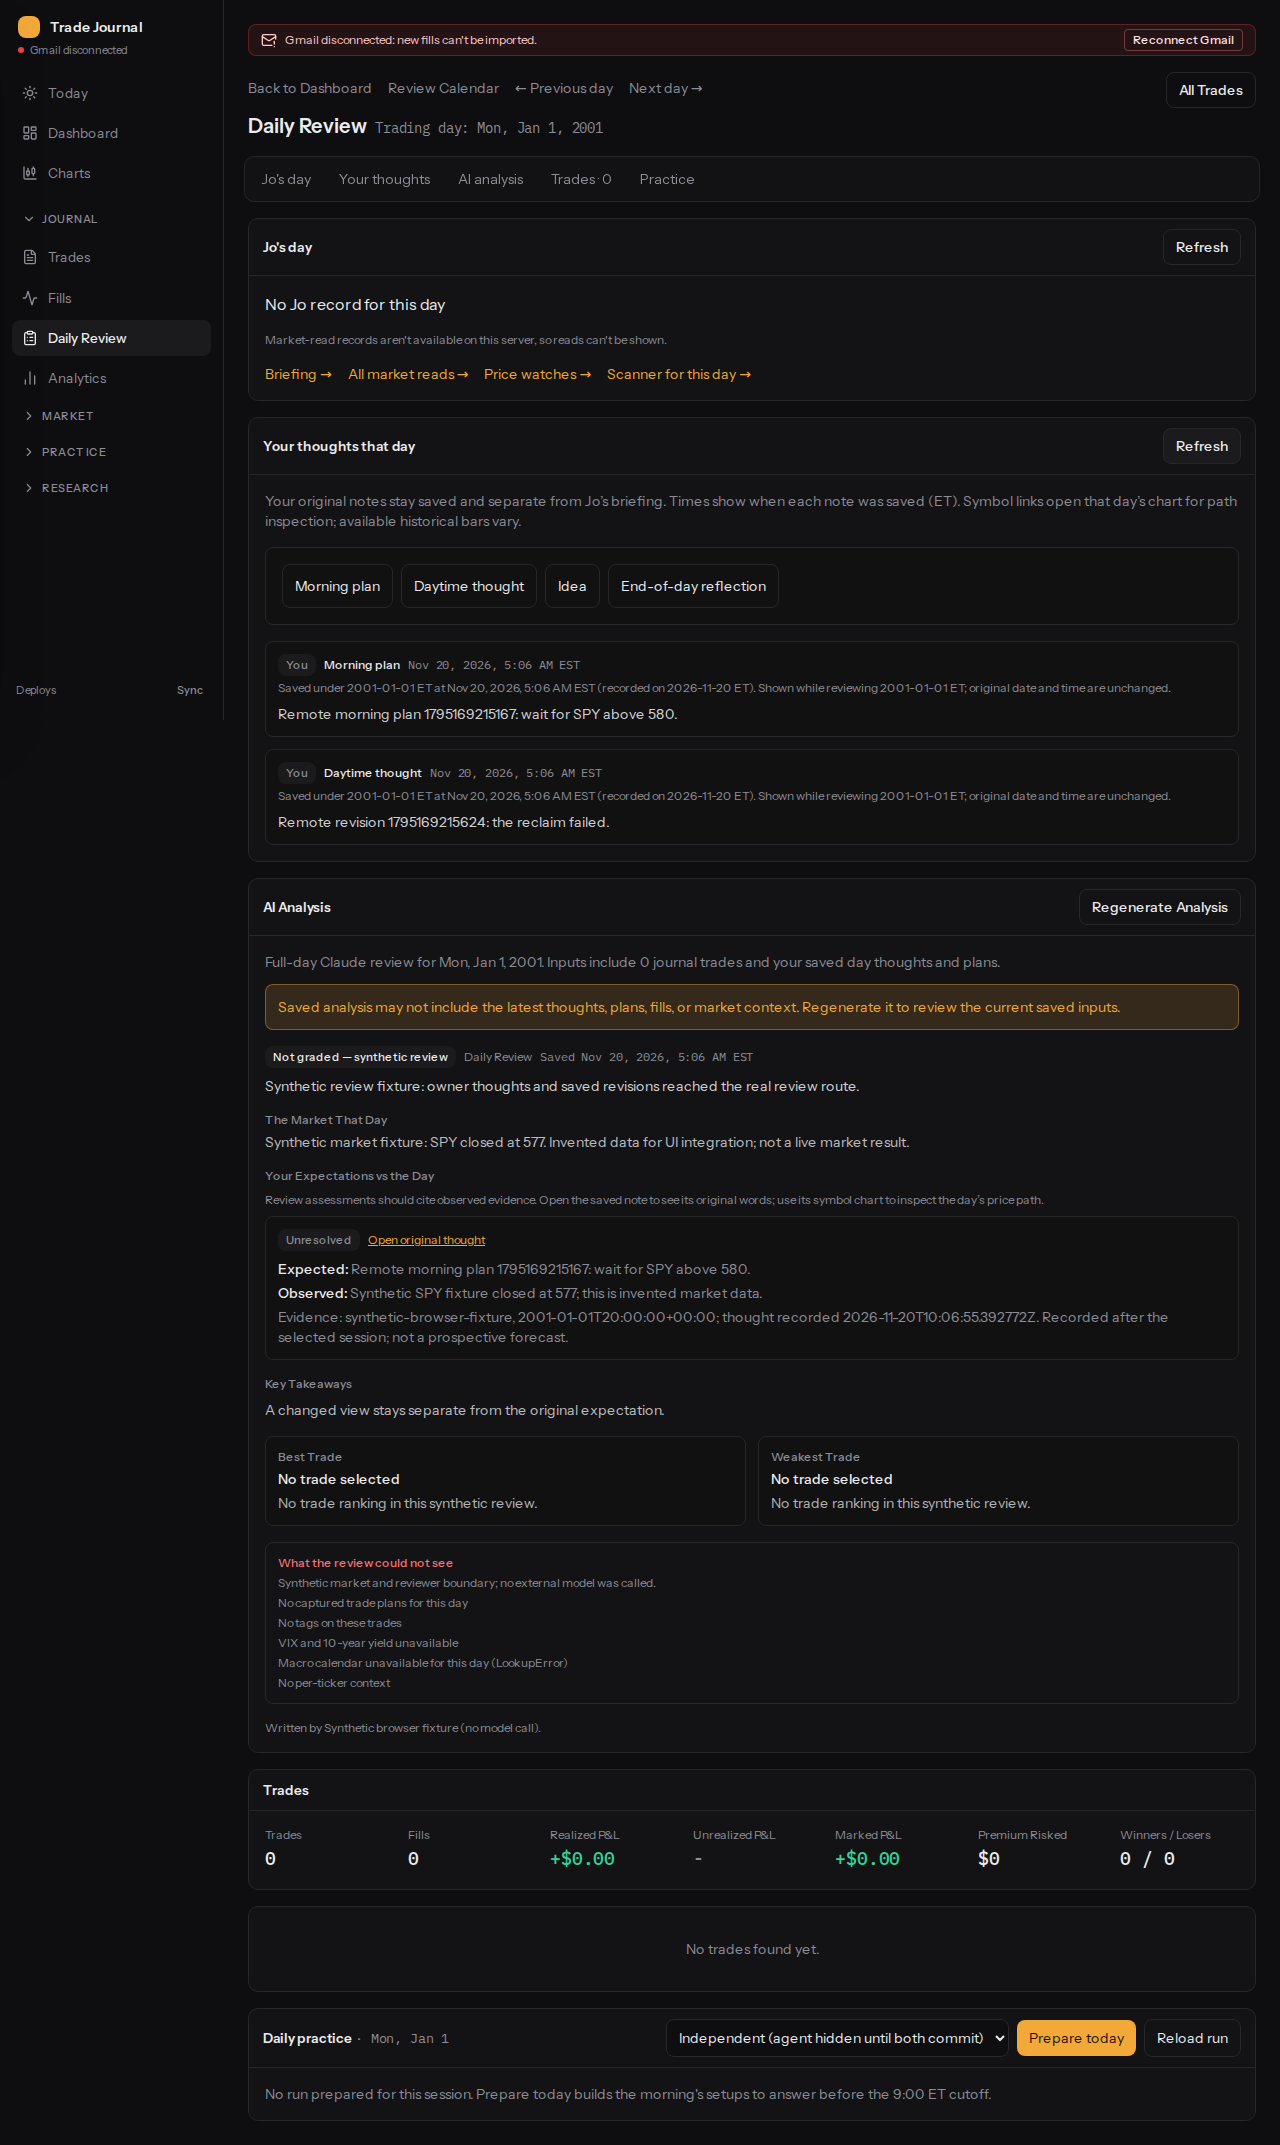 Trade Journal
Gmail disconnected
Today
Dashboard
Charts
JOURNAL
Trades
Fills
Daily Review
Analytics
MARKET
PRACTICE
RESEARCH
Deploys
Sync
Gmail disconnected: new fills can't be imported.
Reconnect Gmail
Back to Dashboard
Review Calendar
← Previous day
Next day →
All Trades
Daily Review Trading day: Mon, Jan 1, 2001
Jo's day
Your thoughts
AI analysis
Trades · 0
Practice
Jo's day
Refresh
No Jo record for this day
Market-read records aren't available on this server, so reads can't be shown.
Briefing →
All market reads →
Price watches →
Scanner for this day →
Your thoughts that day
Refresh
Your original notes stay saved and separate from Jo's briefing. Times show when each note was saved (ET). Symbol links open that day's chart for path
inspection; available historical bars vary.
Morning plan
Daytime thought
Idea
End-of-day reflection
You Morning plan Nov 20, 2026, 5:06 AM EST
Saved under 2001-01-01 ET at Nov 20, 2026, 5:06 AM EST (recorded on 2026-11-20 ET). Shown while reviewing 2001-01-01 ET; original date and time are unchanged.
Remote morning plan 1795169215167: wait for SPY above 580.
You Daytime thought Nov 20, 2026, 5:06 AM EST
Saved under 2001-01-01 ET at Nov 20, 2026, 5:06 AM EST (recorded on 2026-11-20 ET). Shown while reviewing 2001-01-01 ET; original date and time are unchanged.
Remote revision 1795169215624: the reclaim failed.
AI Analysis
Regenerate Analysis
Full-day Claude review for Mon, Jan 1, 2001. Inputs include 0 journal trades and your saved day thoughts and plans.
Saved analysis may not include the latest thoughts, plans, fills, or market context. Regenerate it to review the current saved inputs.
Not graded — synthetic review Daily Review Saved Nov 20, 2026, 5:06 AM EST
Synthetic review fixture: owner thoughts and saved revisions reached the real review route.
The Market That Day
Synthetic market fixture: SPY closed at 577. Invented data for UI integration; not a live market result.
Your Expectations vs the Day
Review assessments should cite observed evidence. Open the saved note to see its original words; use its symbol chart to inspect the day's price path.
Unresolved Open original thought
Expected: Remote morning plan 1795169215167: wait for SPY above 580.
Observed: Synthetic SPY fixture closed at 577; this is invented market data.
Evidence: synthetic-browser-fixture, 2001-01-01T20:00:00+00:00; thought recorded 2026-11-20T10:06:55.392772Z. Recorded after the
selected session; not a prospective forecast.
Key Takeaways
A changed view stays separate from the original expectation.
Best Trade
No trade selected
No trade ranking in this synthetic review.
Weakest Trade
No trade selected
No trade ranking in this synthetic review.
What the review could not see
Synthetic market and reviewer boundary; no external model was called.
No captured trade plans for this day
No tags on these trades
VIX and 10-year yield unavailable
Macro calendar unavailable for this day (LookupError)
No per-ticker context
Written by Synthetic browser fixture (no model call).
Trades
Trades
0
Fills
0
Realized P&L
+$0.00
Unrealized P&L
-
Marked P&L
+$0.00
Premium Risked
$0
Winners / Losers
0 / 0
No trades found yet.
Daily practice · Mon, Jan 1
Independent (agent hidden until both commit)
Prepare today
Reload run
No run prepared for this session. Prepare today builds the morning's setups to answer before the 9:00 ET cutoff.